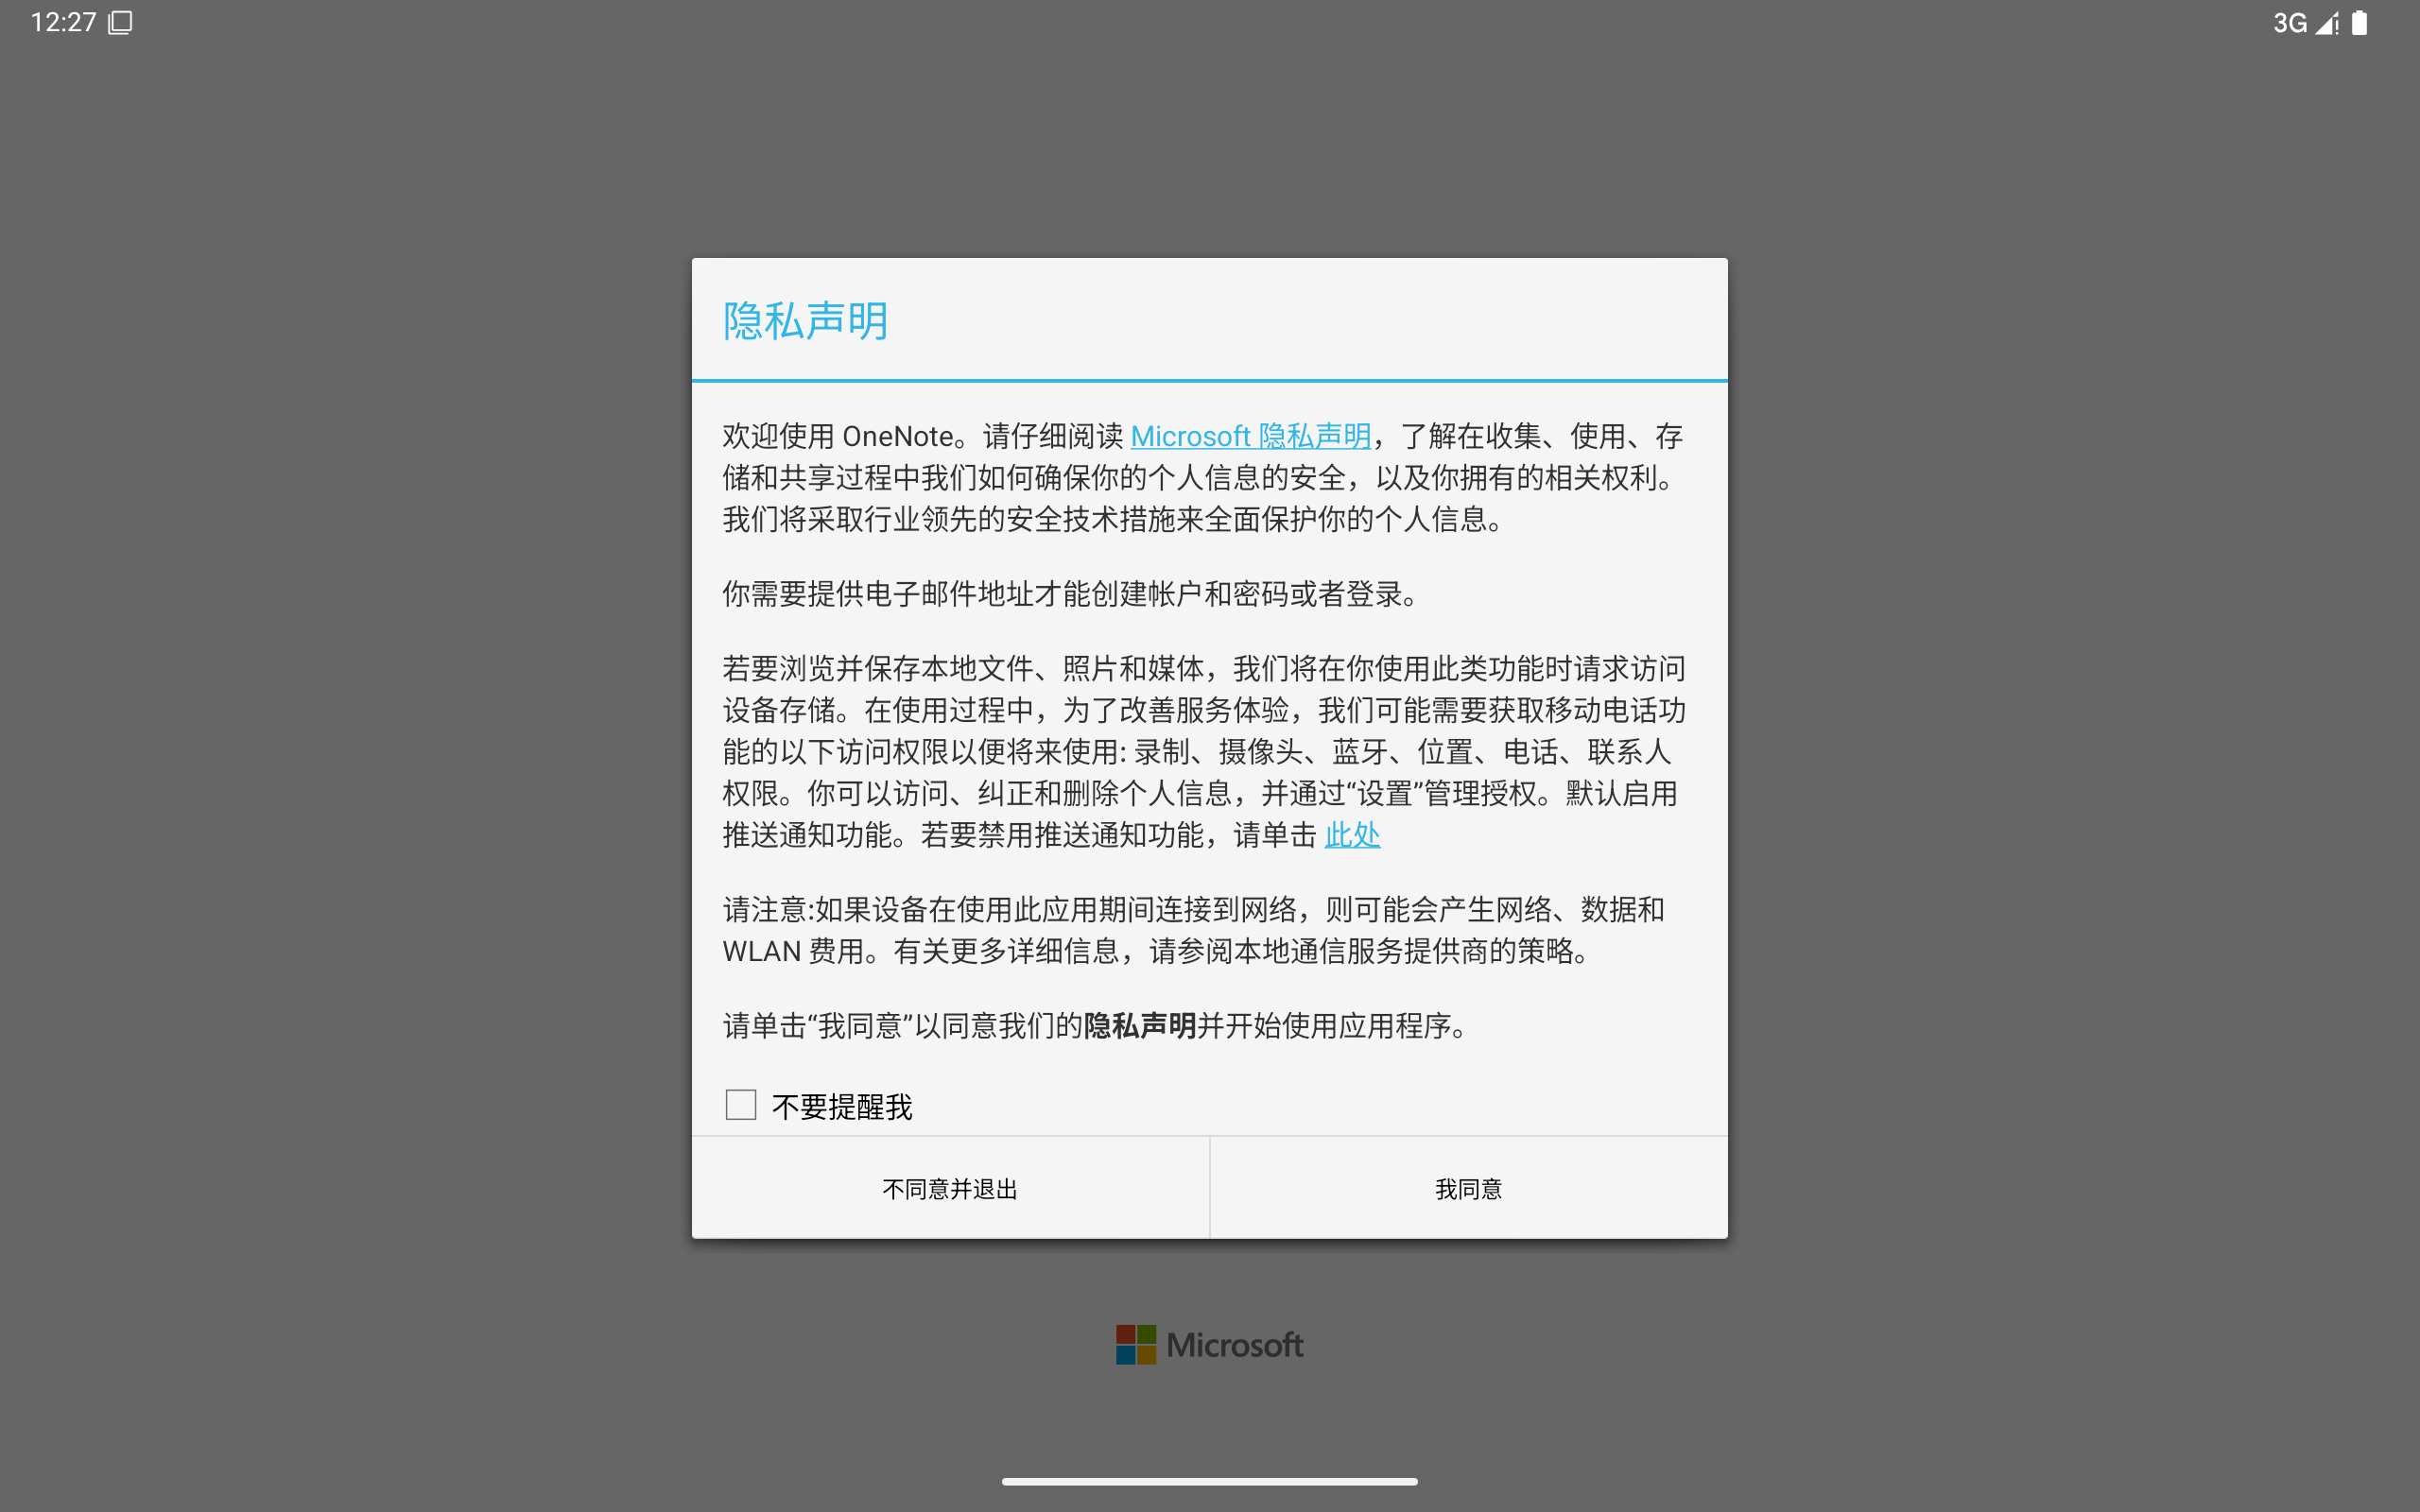 12:27
3G
隐私声明
欢迎使用 OneNote。请仔细阅读 Microsoft 隐私声明，了解在收集、使用、存
储和共享过程中我们如何确保你的个人信息的安全，以及你拥有的相关权利。
我们将采取行业领先的安全技术措施来全面保护你的个人信息。
你需要提供电子邮件地址才能创建帐户和密码或者登录。
若要浏览并保存本地文件、照片和媒体，我们将在你使用此类功能时请求访问
设备存储。在使用过程中，为了改善服务体验，我们可能需要获取移动电话功
能的以下访问权限以便将来使用: 录制、摄像头、蓝牙、位置、电话、联系人
权限。你可以访问、纠正和删除个人信息，并通过“设置”管理授权。默认启用
推送通知功能。若要禁用推送通知功能，请单击 此处
请注意:如果设备在使用此应用期间连接到网络，则可能会产生网络、数据和
WLAN 费用。有关更多详细信息，请参阅本地通信服务提供商的策略。
请单击“我同意”以同意我们的隐私声明并开始使用应用程序。
不要提醒我
不同意并退出
我同意
Microsoft